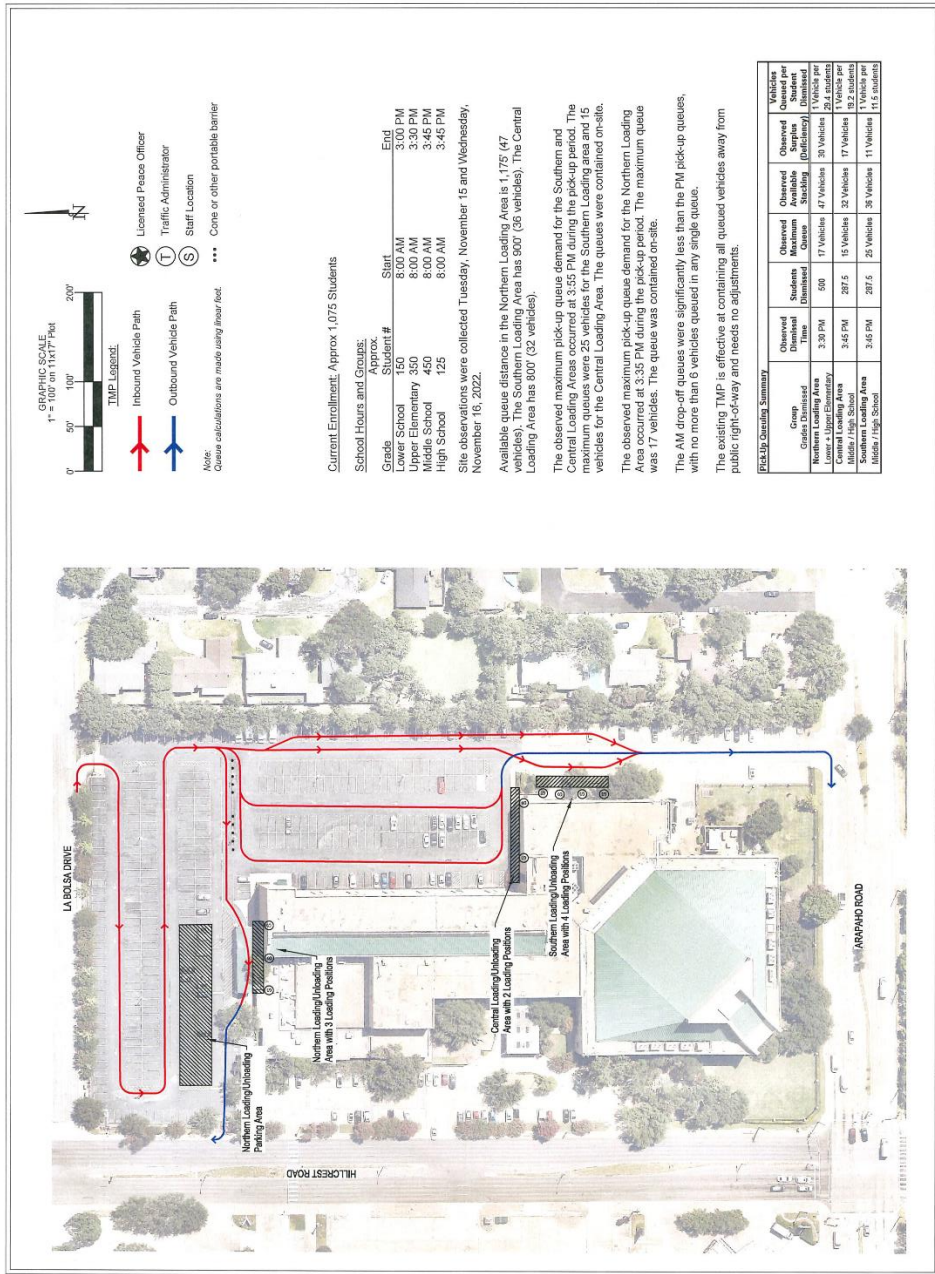 LA BOLSA DRIVE
HILLCREST ROAD
ARAPAHO ROAD
Northern Loading/Unloading
Parking Area
Northern Loading/Unloading
Area with 3 Loading Positions
Central Loading/Unloading
Area with 2 Loading Positions
Southern Loading/Unloading
Area with 4 Loading Positions
S
S
S
S
S
S
S
S
S
GRAPHIC SCALE
1" = 100' on 11x17" Plot
0' 50' 100' 200'
N
TMP Legend:
Inbound Vehicle Path
Outbound Vehicle Path
Licensed Peace Officer
T Traffic Administrator
S Staff Location
Cone or other portable barrier
Note:
Queue calculations are made using linear feet.
Current Enrollment: Approx 1,075 Students
School Hours and Groups:
Approx.
Grade Student # Start End
Lower School 150 8:00 AM 3:00 PM
Upper Elementary 350 8:00 AM 3:30 PM
Middle School 450 8:00 AM 3:45 PM
High School 125 8:00 AM 3:45 PM
Site observations were collected Tuesday, November 15 and Wednesday,
November 16, 2022.
Available queue distance in the Northern Loading Area is 1,175' (47
vehicles). The Southern Loading Area has 900' (36 vehicles). The Central
Loading Area has 800' (32 vehicles).
The observed maximum pick-up queue demand for the Southern and
Central Loading Areas occurred at 3:55 PM during the pick-up period. The
maximum queues were 25 vehicles for the Southern Loading area and 15
vehicles for the Central Loading Area. The queues were contained on-site.
The observed maximum pick-up queue demand for the Northern Loading
Area occurred at 3:35 PM during the pick-up period. The maximum queue
was 17 vehicles. The queue was contained on-site.
The AM drop-off queues were significantly less than the PM pick-up queues,
with no more than 6 vehicles queued in any single queue.
The existing TMP is effective at containing all queued vehicles away from
public right-of-way and needs no adjustments.
Pick-Up Queuing Summary
Group
Grades Dismissed
Observed
Dismissal
Time
Students
Dismissed
Observed
Maximum
Queue
Observed
Available
Stacking
Observed
Surplus
(Deficiency)
Vehicles
Queued per
Student
Dismissed
Northern Loading Area
Lower + Upper Elementary
3:30 PM 500 17 Vehicles 47 Vehicles 30 Vehicles
1 Vehicle per
29.4 students
Central Loading Area
Middle / High School
3:45 PM 287.5 15 Vehicles 32 Vehicles 17 Vehicles
1 Vehicle per
19.2 students
Southern Loading Area
Middle / High School
3:45 PM 287.5 25 Vehicles 36 Vehicles 11 Vehicles
1 Vehicle per
11.5 students